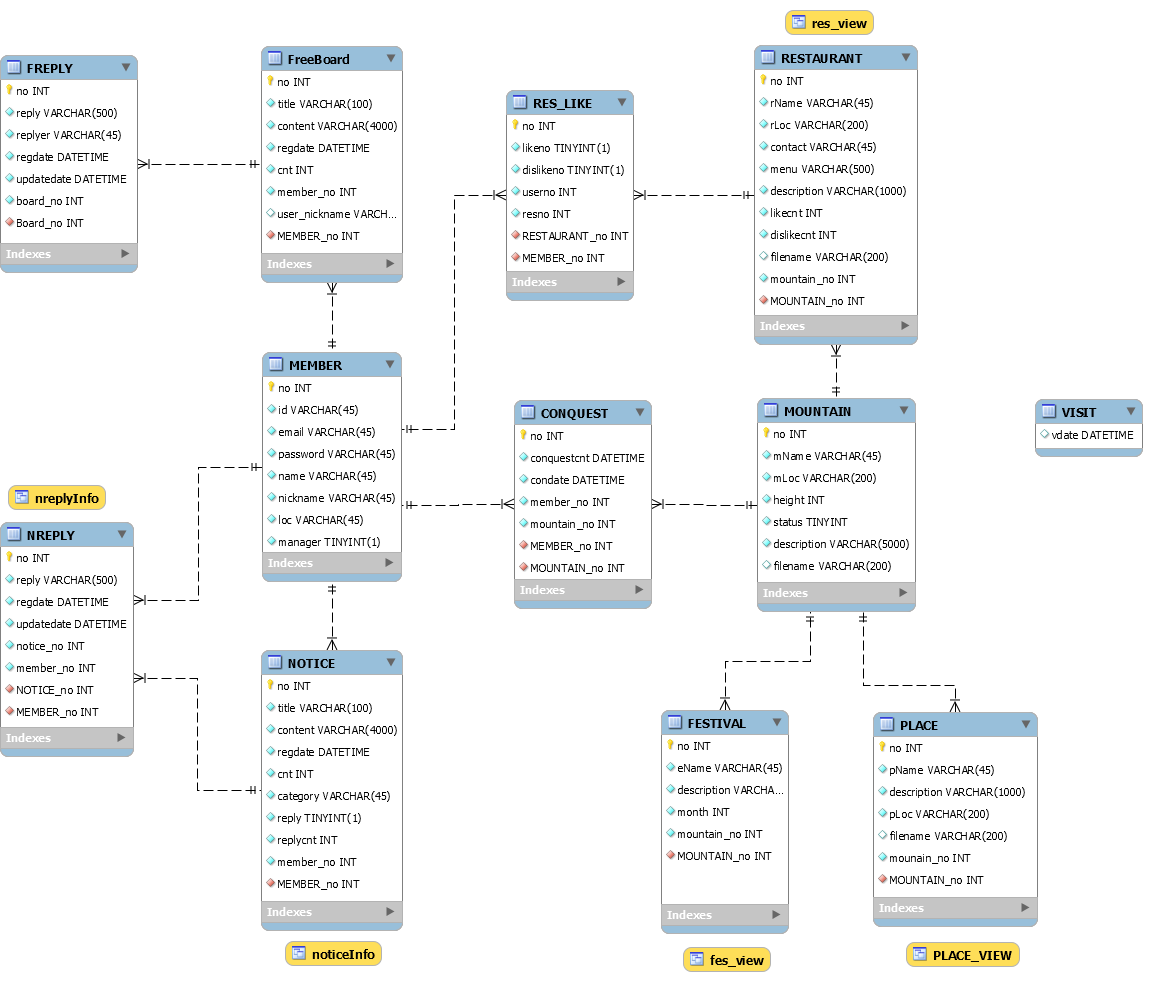 res_view
FREPLY
no INT
reply VARCHAR(500)
replyer VARCHAR(45)
regdate DATETIME
updatedate DATETIME
board_no INT
Board_no INT
Indexes
FreeBoard
no INT
title VARCHAR(100)
content VARCHAR(4000)
regdate DATETIME
cnt INT
member_no INT
user_nickname VARCH...
MEMBER_no INT
Indexes
RES_LIKE
no INT
likeno TINYINT(1)
dislikeno TINYINT(1)
userno INT
resno INT
RESTAURANT_no INT
MEMBER_no INT
Indexes
RESTAURANT
no INT
rName VARCHAR(45)
rLoc VARCHAR(200)
contact VARCHAR(45)
menu VARCHAR(500)
description VARCHAR(1000)
likecnt INT
dislikecnt INT
filename VARCHAR(200)
mountain_no INT
MOUNTAIN_no INT
Indexes
MEMBER
no INT
id VARCHAR(45)
email VARCHAR(45)
password VARCHAR(45)
name VARCHAR(45)
nickname VARCHAR(45)
loc VARCHAR(45)
manager TINYINT(1)
Indexes
CONQUEST
no INT
conquestcnt DATETIME
condate DATETIME
member_no INT
mountain_no INT
MEMBER_no INT
MOUNTAIN_no INT
Indexes
MOUNTAIN
no INT
mName VARCHAR(45)
mLoc VARCHAR(200)
height INT
status TINYINT
description VARCHAR(5000)
filename VARCHAR(200)
Indexes
VISIT
vdate DATETIME
nreplyInfo
NREPLY
no INT
reply VARCHAR(500)
regdate DATETIME
updatedate DATETIME
notice_no INT
member_no INT
NOTICE_no INT
MEMBER_no INT
Indexes
NOTICE
no INT
title VARCHAR(100)
content VARCHAR(4000)
regdate DATETIME
cnt INT
category VARCHAR(45)
reply TINYINT(1)
replycnt INT
member_no INT
MEMBER_no INT
Indexes
noticeInfo
FESTIVAL
no INT
eName VARCHAR(45)
description VARCHA...
month INT
mountain_no INT
MOUNTAIN_no INT
Indexes
fes_view
PLACE
no INT
pName VARCHAR(45)
description VARCHAR(1000)
pLoc VARCHAR(200)
filename VARCHAR(200)
mounain_no INT
MOUNTAIN_no INT
Indexes
PLACE_VIEW